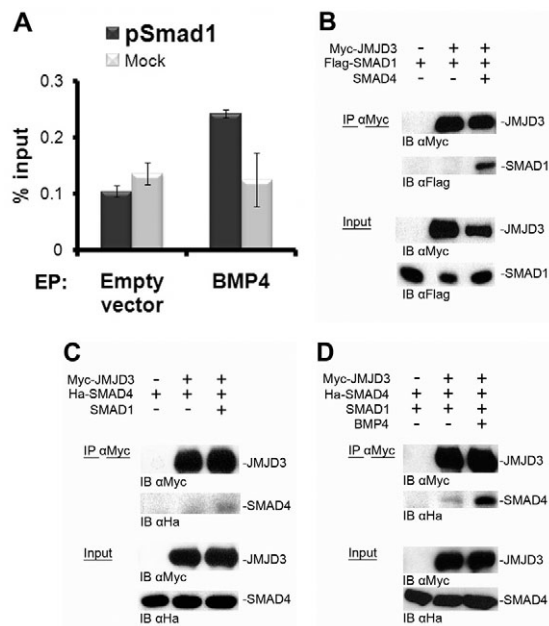 A
pSmad1
Mock
% input
0.3
0.2
0.1
0
EP: Empty vector BMP4
B
Myc-JMJD3 - + +
Flag-SMAD1 + + +
SMAD4 - - +
IP αMyc
-JMJD3
IB αMyc
-SMAD1
IB αFlag
Input
-JMJD3
IB αMyc
-SMAD1
IB αFlag
C
Myc-JMJD3 - + +
Ha-SMAD4 + + +
SMAD1 - - +
IP αMyc
-JMJD3
IB αMyc
-SMAD4
IB αHa
Input
-JMJD3
IB αMyc
-SMAD4
IB αHa
D
Myc-JMJD3 - + +
Ha-SMAD4 + + +
SMAD1 + + +
BMP4 - - +
IP αMyc
-JMJD3
IB αMyc
-SMAD4
IB αHa
Input
-JMJD3
IB αMyc
-SMAD4
IB αHa